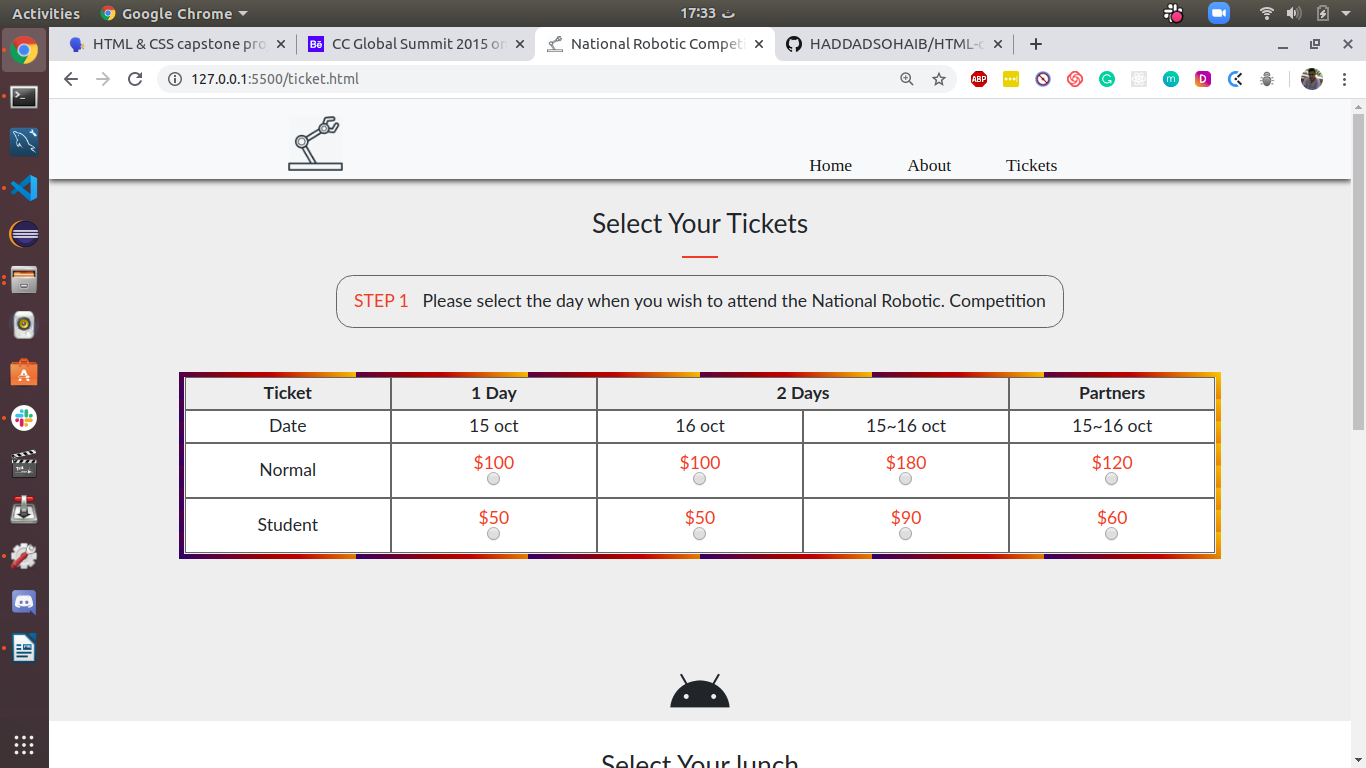 Activities Google Chrome 17:33 ث
HTML & CSS capstone pro CC Global Summit 2015 on National Robotic Competi HADDADSOHAIB/HTML-c
127.0.0.1:5500/ticket.html ABP
Home About Tickets
Select Your Tickets
STEP 1 Please select the day when you wish to attend the National Robotic. Competition
Ticket 1 Day 2 Days Partners
Date 15 oct 16 oct 15~16 oct 15~16 oct
Normal $100 $100 $180 $120
Student $50 $50 $90 $60
Select Your lunch